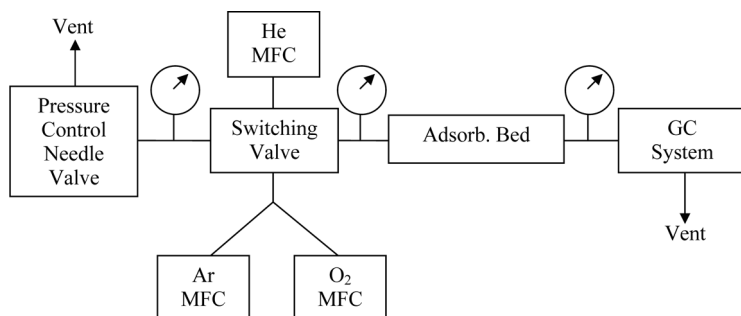 Vent
He
MFC
Pressure
Control
Needle
Valve
Switching
Valve
Adsorb. Bed
GC
System
Vent
Ar
MFC
O₂
MFC